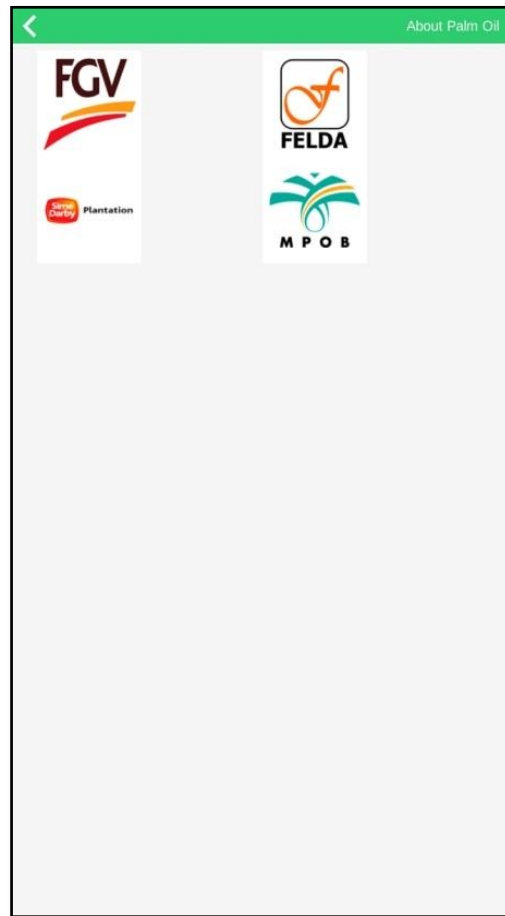 About Palm Oil
FGV
FELDA
Sime
Darby
Plantation
MPOB